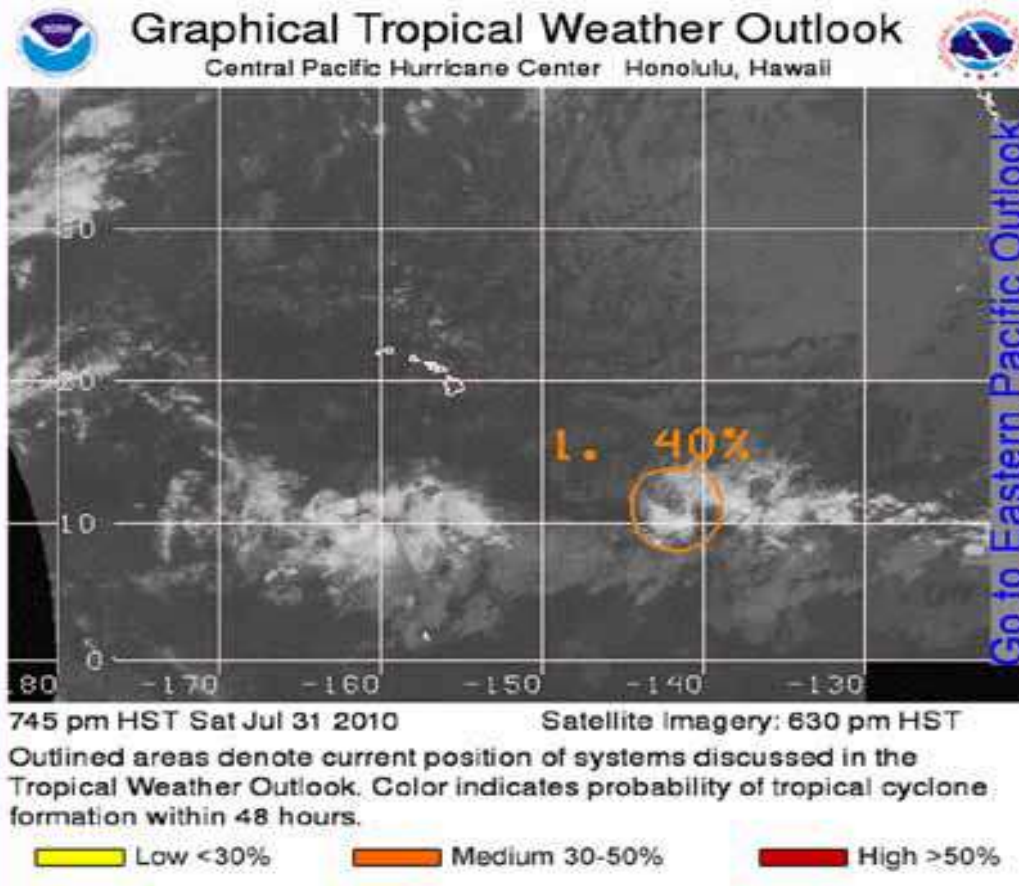 Graphical Tropical Weather Outlook
Central Pacific Hurricane Center Honolulu, Hawaii
Go to Eastern Pacific Outlook
30
20
1. 40%
10
0
180 -170 -160 -150 -140 -130
745 pm HST Sat Jul 31 2010 Satellite Imagery: 630 pm HST
Outlined areas denote current position of systems discussed in the
Tropical Weather Outlook. Color indicates probability of tropical cyclone
formation within 48 hours.
Low <30% Medium 30-50% High >50%